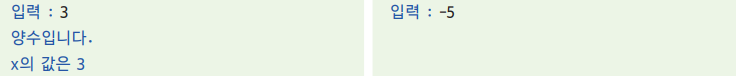 입력 : 3
양수입니다.
x의 값은 3
입력 : -5